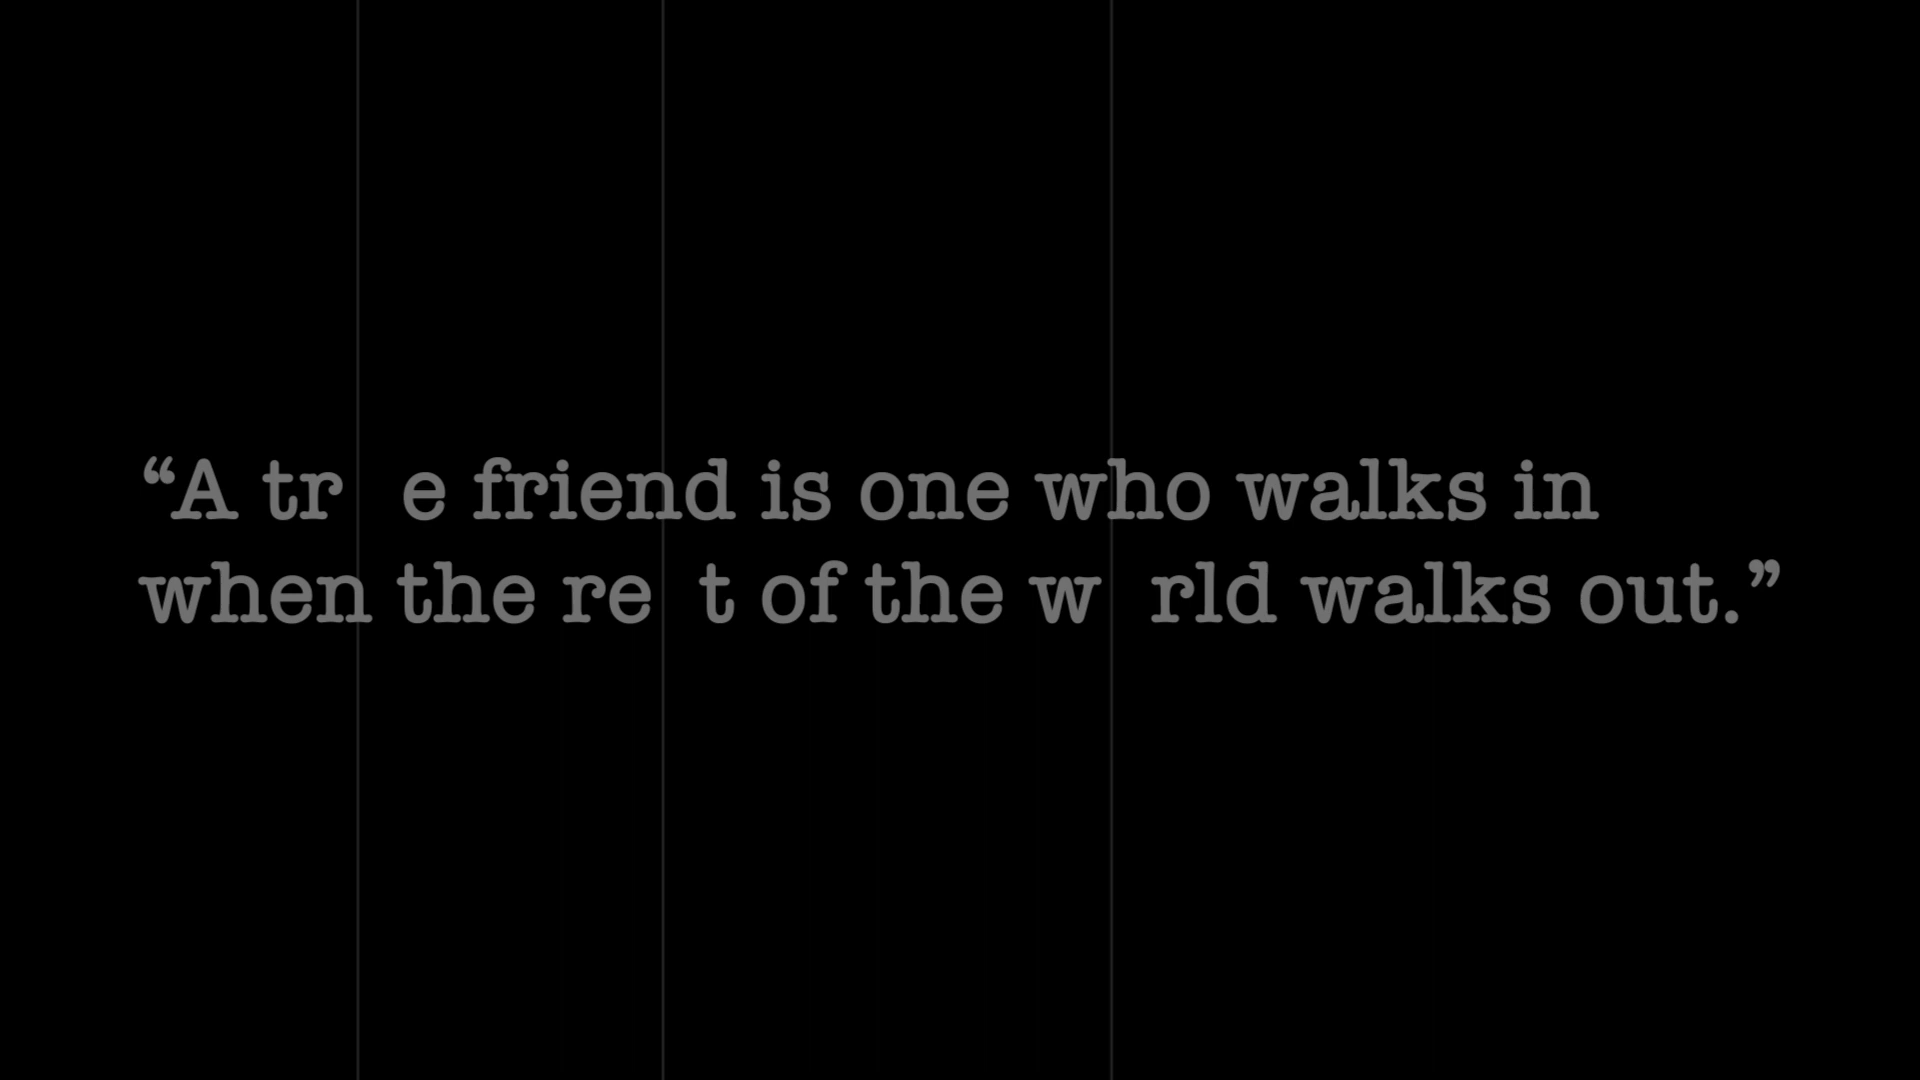 “A tr e friend is one who walks in
when the re t of the w rld walks out.”